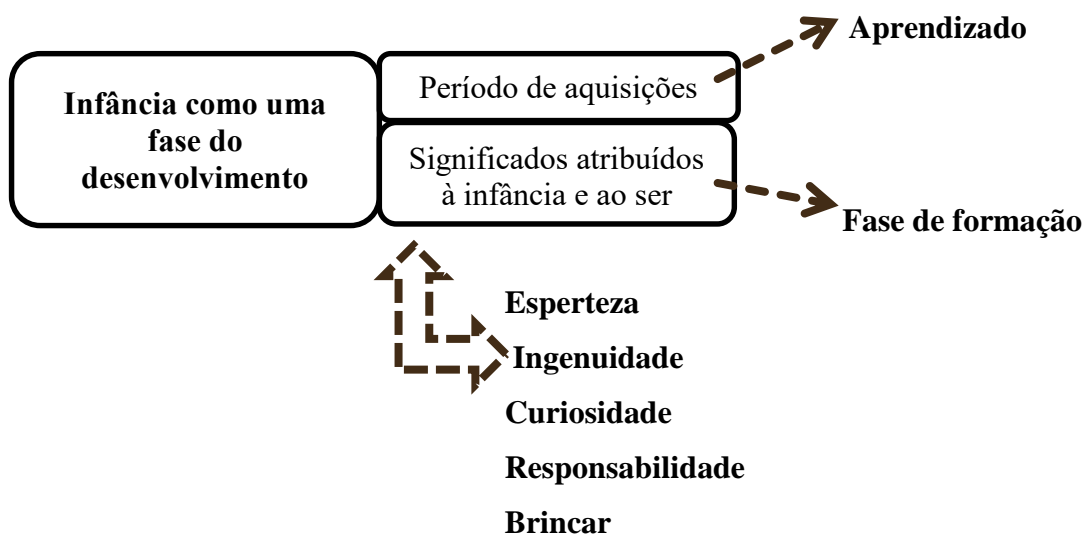 Aprendizado
Infância como uma
fase do
desenvolvimento
Período de aquisições
Significados atribuídos
à infância e ao ser
Fase de formação
Esperteza
Ingenuidade
Curiosidade
Responsabilidade
Brincar